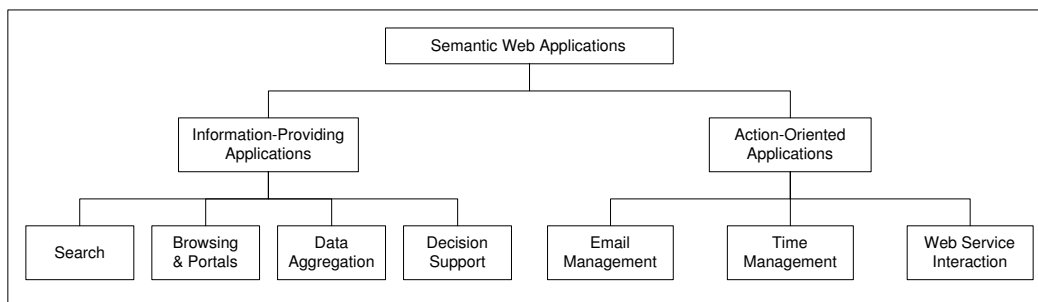 Semantic Web Applications
Information-Providing
Applications
Action-Oriented
Applications
Search
Browsing
& Portals
Data
Aggregation
Decision
Support
Email
Management
Time
Management
Web Service
Interaction